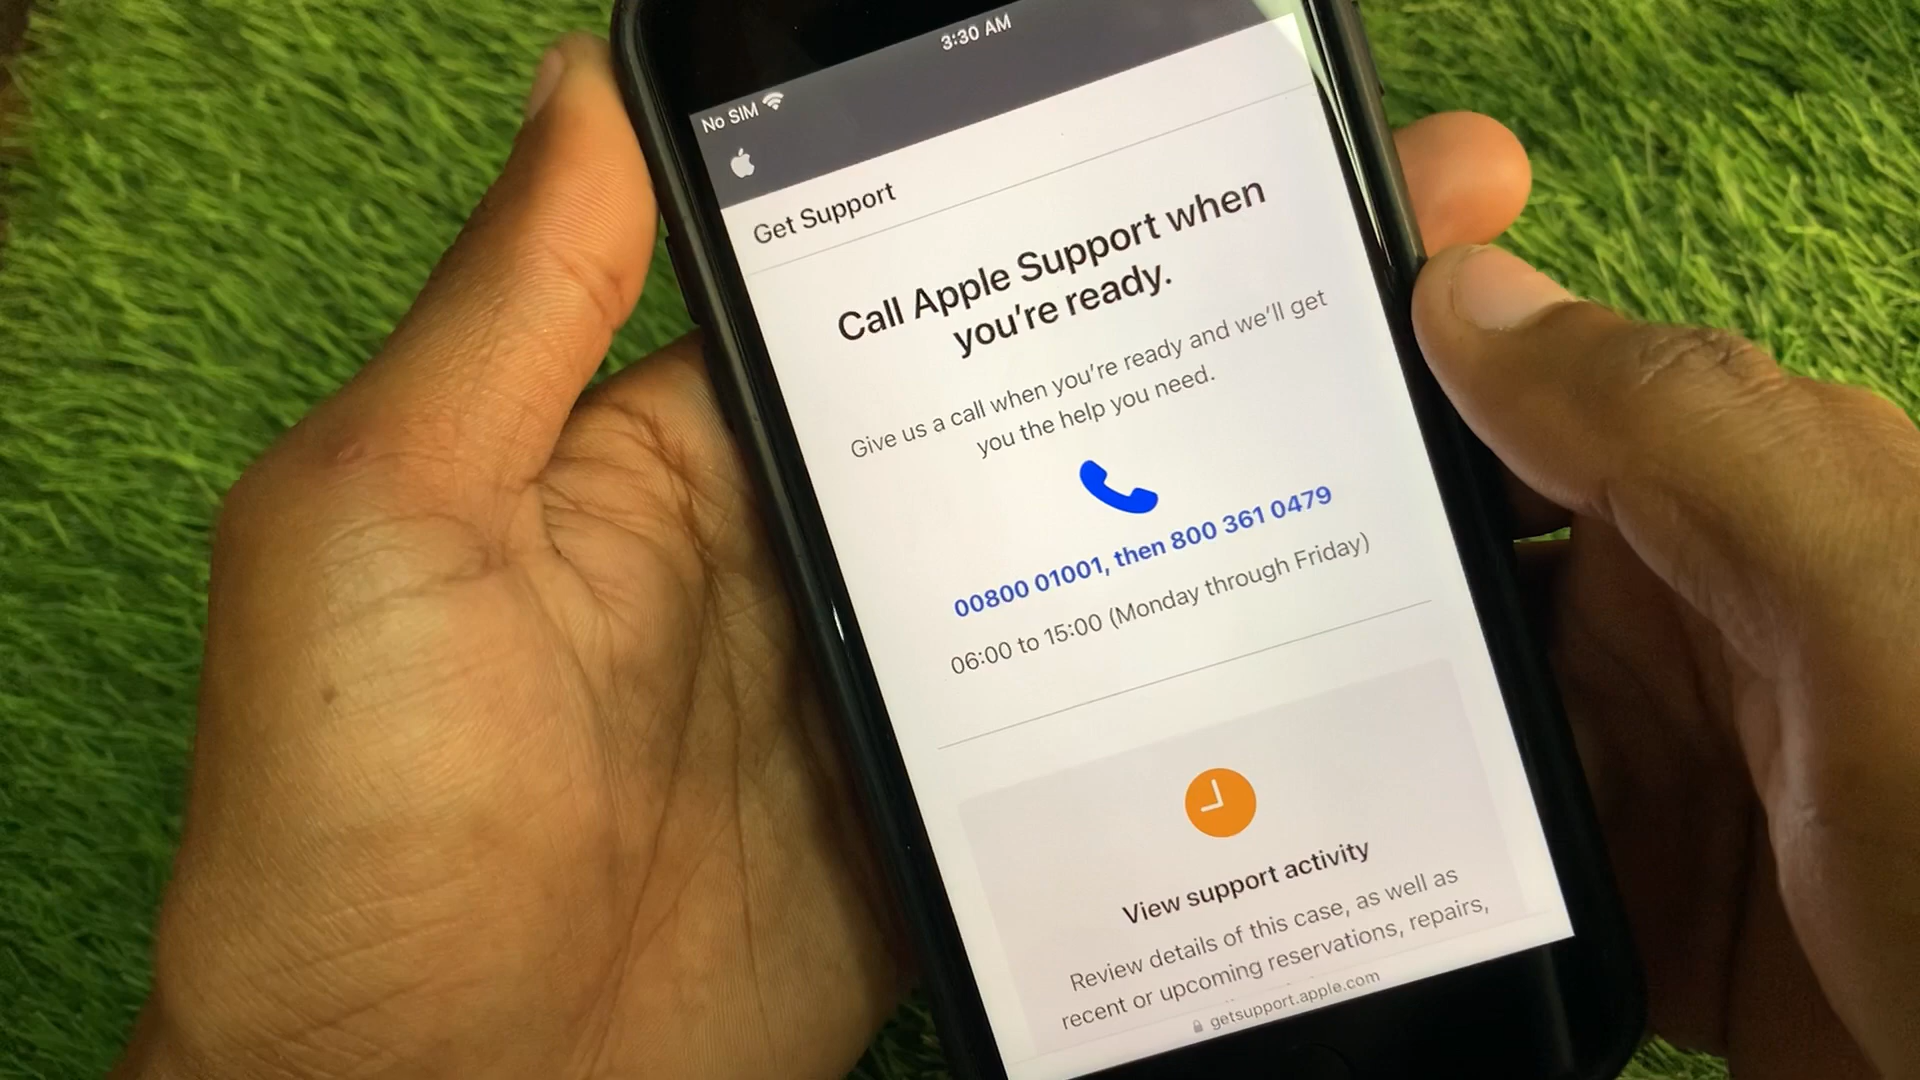 3:30 AM
No SIM
Get Support
Call Apple Support when
you're ready.
Give us a call when you're ready and we'll get
you the help you need.
00800 01001, then 800 361 0479
06:00 to 15:00 (Monday through Friday)
View support activity
Review details of this case, as well as
recent or upcoming reservations, repairs,
getsupport.apple.com